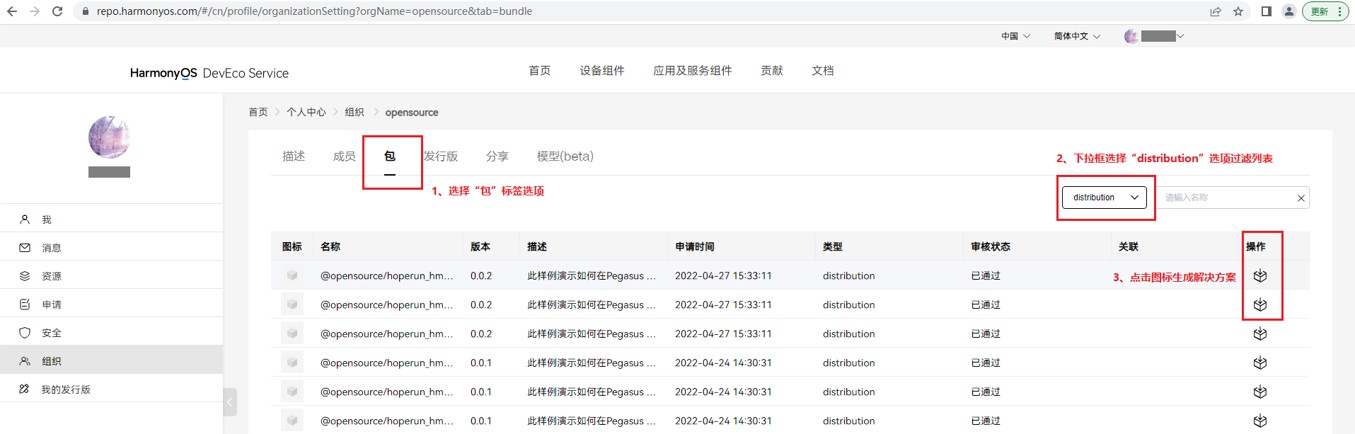 repo.harmonyos.com/#/cn/profile/organizationSetting?orgName=opensource&tab=bundle 更新
中国 简体中文
HarmonyOS DevEco Service 首页 设备组件 应用及服务组件 贡献 文档
首页 > 个人中心 > 组织 > opensource
描述 成员 包 发行版 分享 模型(beta)
2、下拉框选择“distribution”选项过滤列表
1、选择“包”标签选项
distribution 请输入名称
图标 名称 版本 描述 申请时间 类型 审核状态 关联 操作
@opensource/hoperun_hm... 0.0.2 此样例演示如何在Pegasus ... 2022-04-27 15:33:11 distribution 已通过
3、点击图标生成解决方案
@opensource/hoperun_hm... 0.0.2 此样例演示如何在Pegasus ... 2022-04-27 15:33:11 distribution 已通过
@opensource/hoperun_hm... 0.0.2 此样例演示如何在Pegasus ... 2022-04-27 15:33:11 distribution 已通过
@opensource/hoperun_hm... 0.0.1 此样例演示如何在Pegasus ... 2022-04-24 14:30:31 distribution 已通过
@opensource/hoperun_hm... 0.0.1 此样例演示如何在Pegasus ... 2022-04-24 14:30:31 distribution 已通过
@opensource/hoperun_hm... 0.0.1 此样例演示如何在Pegasus ... 2022-04-24 14:30:31 distribution 已通过
我
消息
资源
申请
安全
组织
我的发行版